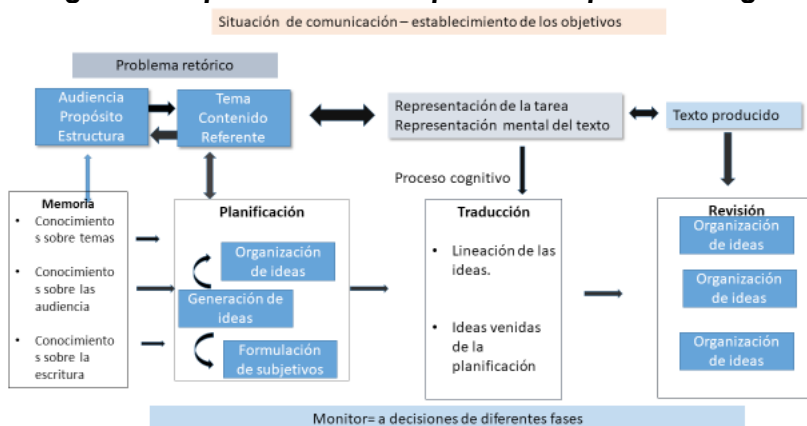 Situación de comunicación – establecimiento de los objetivos
Problema retórico
Audiencia
Propósito
Estructura
Tema
Contenido
Referente
Representación de la tarea
Representación mental del texto
Texto producido
Proceso cognitivo
Memoria
• Conocimiento
s sobre temas
• Conocimiento
s sobre las
audiencia
• Conocimiento
s sobre la
escritura
Planificación
Organización
de ideas
Generación de
ideas
Formulación
de subjetivos
Traducción
• Lineación de las
ideas.
• Ideas venidas
de la
planificación
Revisión
Organización
de ideas
Organización
de ideas
Organización
de ideas
Monitor= a decisiones de diferentes fases